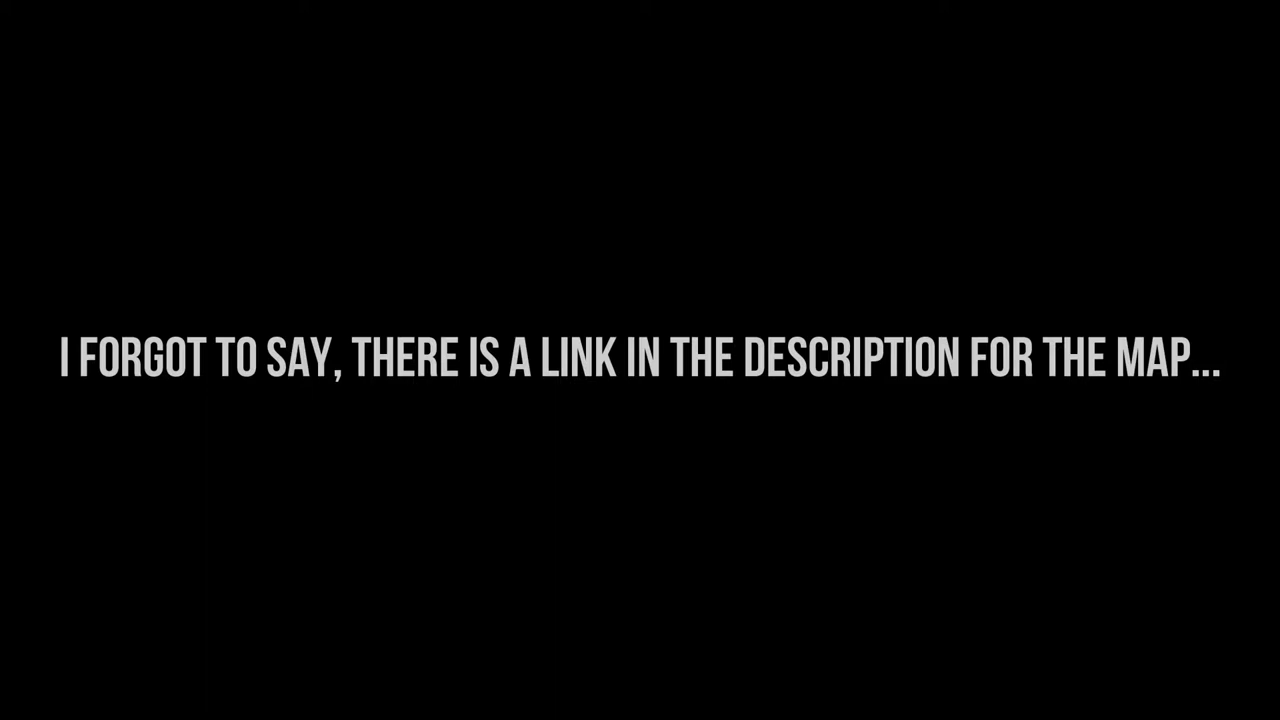 I FORGOT TO SAY, THERE IS A LINK IN THE DESCRIPTION FOR THE MAP...